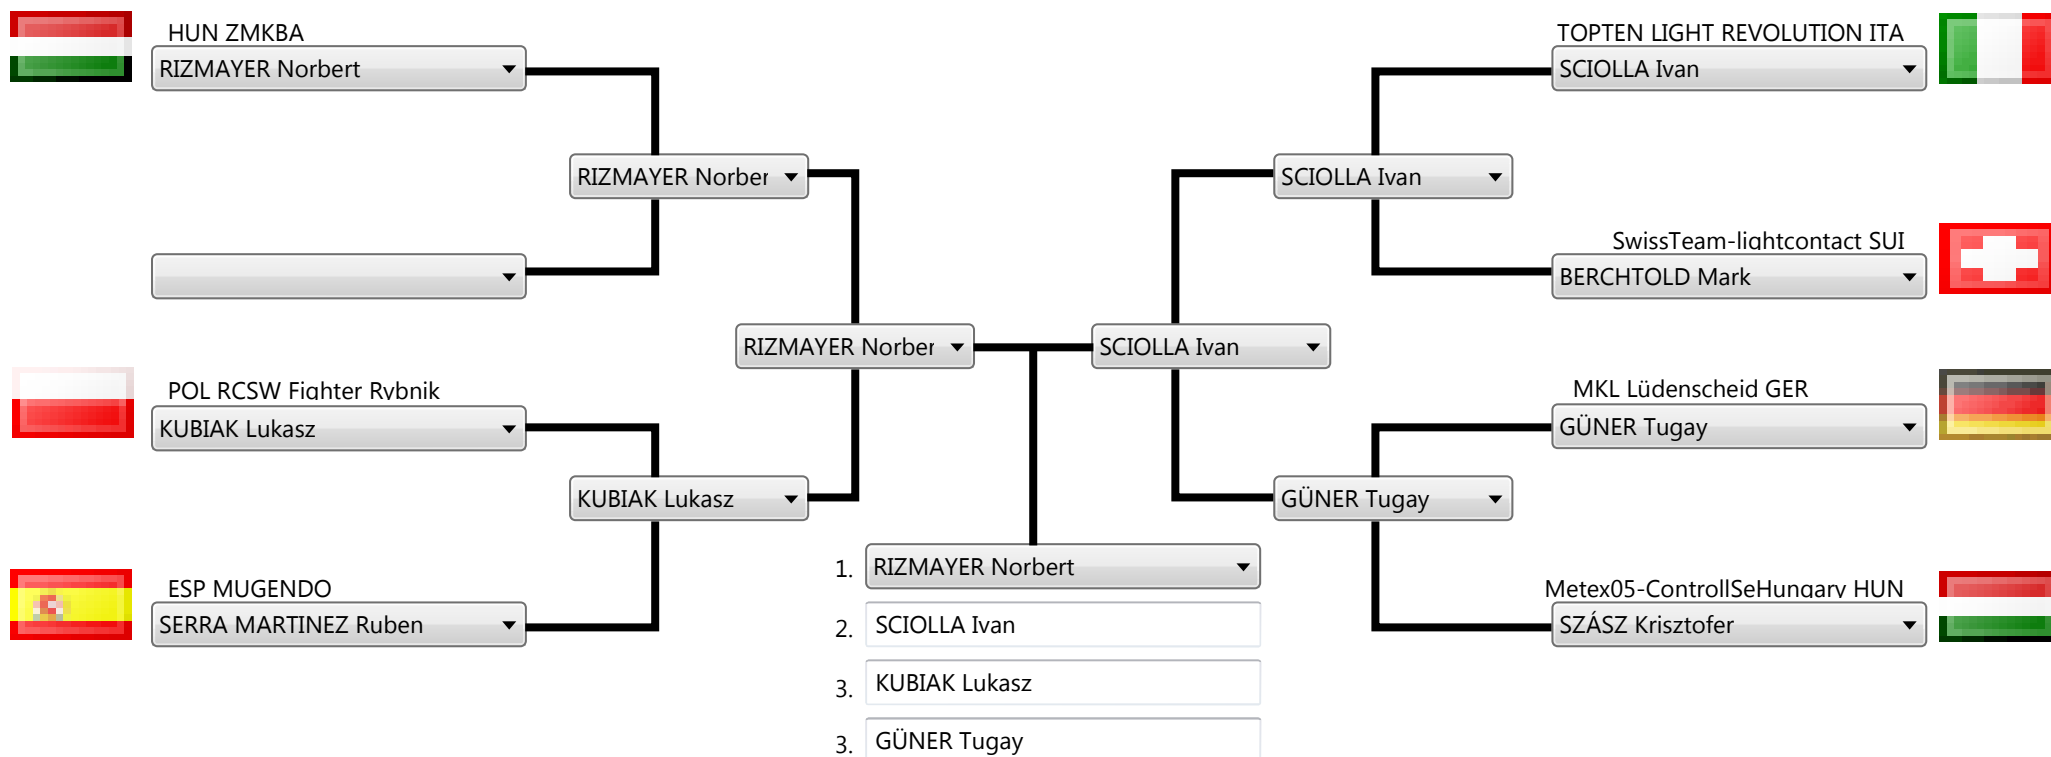 HUN ZMKBA
RIZMAYER Norbert
TOPTEN LIGHT REVOLUTION ITA
SCIOLLA Ivan
RIZMAYER Norber
SCIOLLA Ivan
SwissTeam-lightcontact SUI
BERCHTOLD Mark
RIZMAYER Norber
SCIOLLA Ivan
POL RCSW Fighter Rybnik
KUBIAK Lukasz
MKL Lüdenscheid GER
GÜNER Tugay
KUBIAK Lukasz
GÜNER Tugay
ESP MUGENDO
SERRA MARTINEZ Ruben
Metex05-ControllSeHungary HUN
SZÁSZ Krisztofer
1. RIZMAYER Norbert
2. SCIOLLA Ivan
3. KUBIAK Lukasz
3. GÜNER Tugay